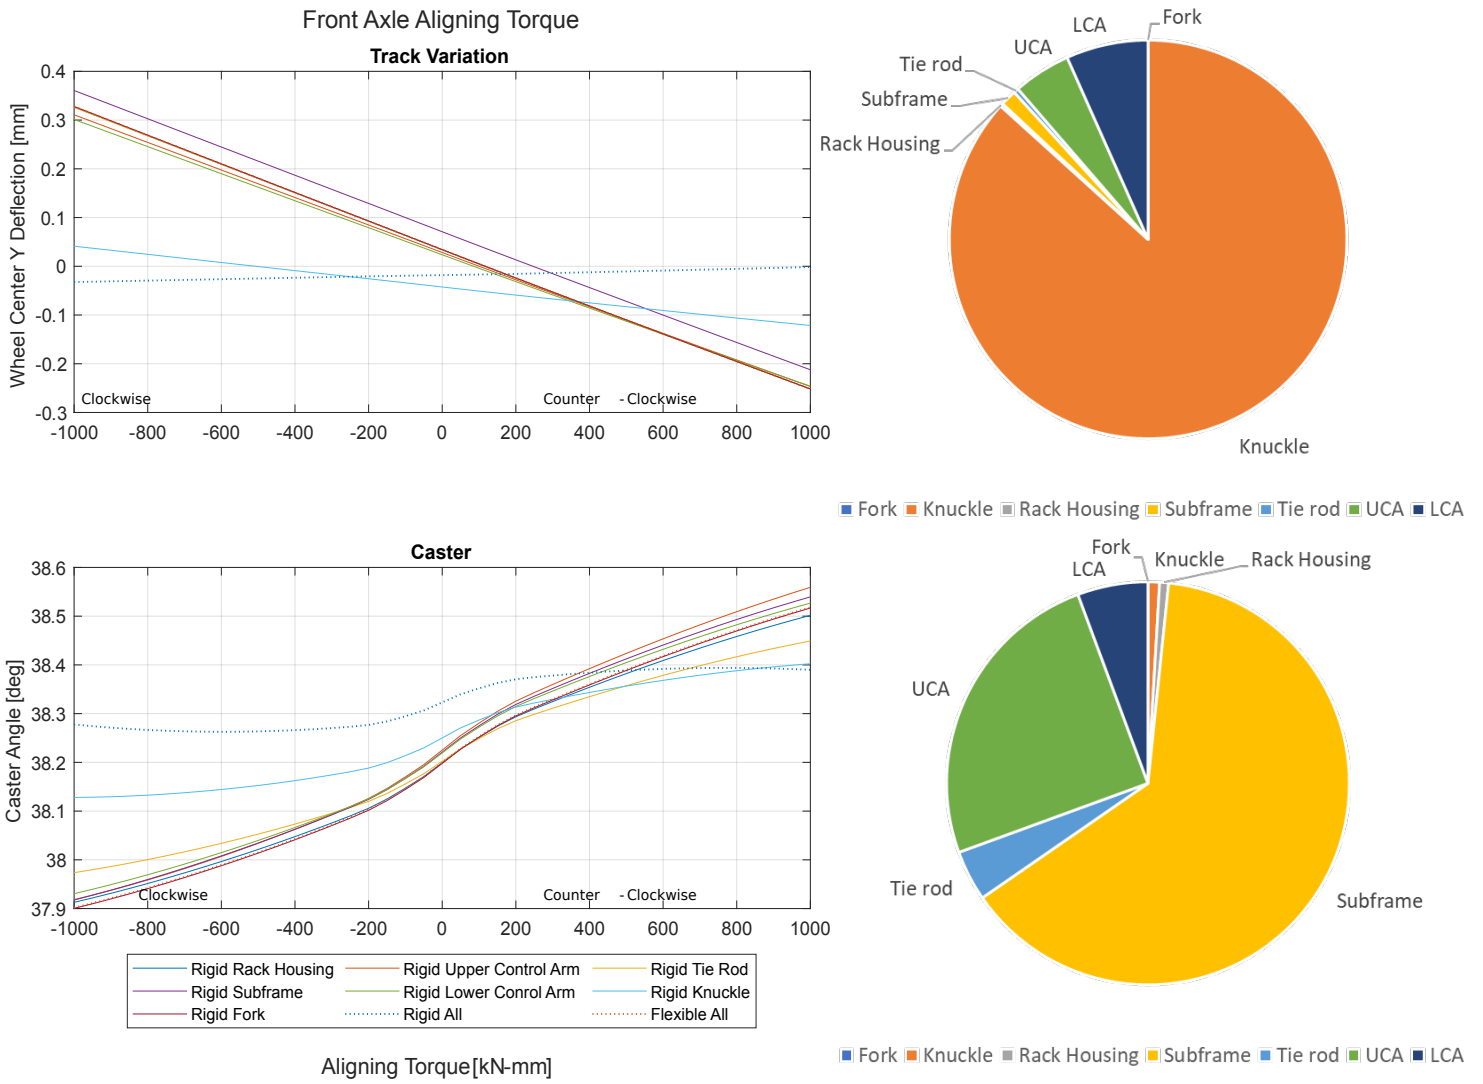 Front Axle Aligning Torque
Track Variation
Wheel Center Y Deflection [mm]
0.4
0.3
0.2
0.1
0
-0.1
-0.2
-0.3
Clockwise
Counter - Clockwise
-1000 -800 -600 -400 -200 0 200 400 600 800 1000
Fork
LCA
UCA
Tie rod
Subframe
Rack Housing
Knuckle
Fork Knuckle Rack Housing Subframe Tie rod UCA LCA
Caster
Caster Angle [deg]
38.6
38.5
38.4
38.3
38.2
38.1
38
37.9
Clockwise
Counter - Clockwise
-1000 -800 -600 -400 -200 0 200 400 600 800 1000
Rigid Rack Housing Rigid Upper Control Arm Rigid Tie Rod
Rigid Subframe Rigid Lower Conrol Arm Rigid Knuckle
Rigid Fork Rigid All Flexible All
Aligning Torque[kN-mm]
Fork
Knuckle
Rack Housing
LCA
UCA
Tie rod
Subframe
Fork Knuckle Rack Housing Subframe Tie rod UCA LCA